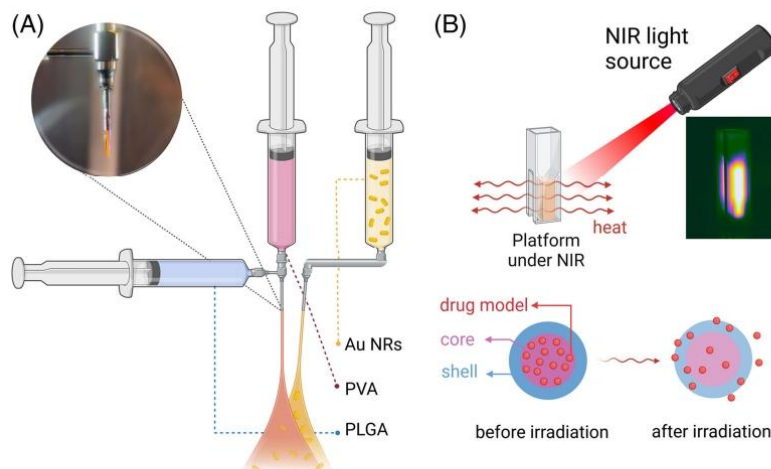 (A)
Au NRs
PVA
PLGA
(B)
NIR light
source
heat
Platform
under NIR
drug model
core
shell
before irradiation
after irradiation